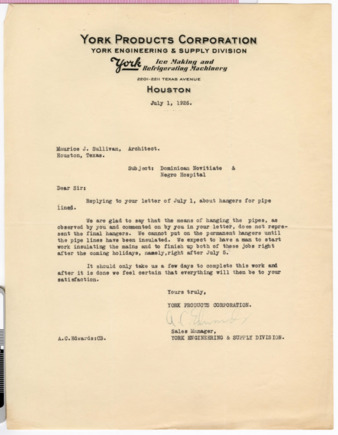 YORK PRODUCTS CORPORATION
YORK ENGINEERING & SUPPLY DIVISION
York Ice Making and
Refrigerating Machinery
2201-2211 TEXAS AVENUE
HOUSTON
July 1, 1926.
Maurice J. Sullivan, Architect.
Houston, Texas.
Subject: Dominican Novitiate &
Negro Hospital
Dear Sir:
Replying to your letter of July 1, about hangers for pipe
lines.
We are glad to say that the means of hanging the pipes, as
observed by you and commented on by you in your letter, does not repre-
sent the final hangers. We cannot put on the permanent hangers until
the pipe lines have been insulated. We expect to have a man to start
work insulating the mains and to finish up both of these jobs right
after the coming holidays, namely,right after July 5.
It should only take us a few days to complete this work and
after it is done we feel certain that everything will then be to your
satisfaction.
Yours truly,
YORK PRODUCTS CORPORATION.
Sales Manager,
A.C.Edwards:CD. YORK ENGINEERING & SUPPLY DIVISION.